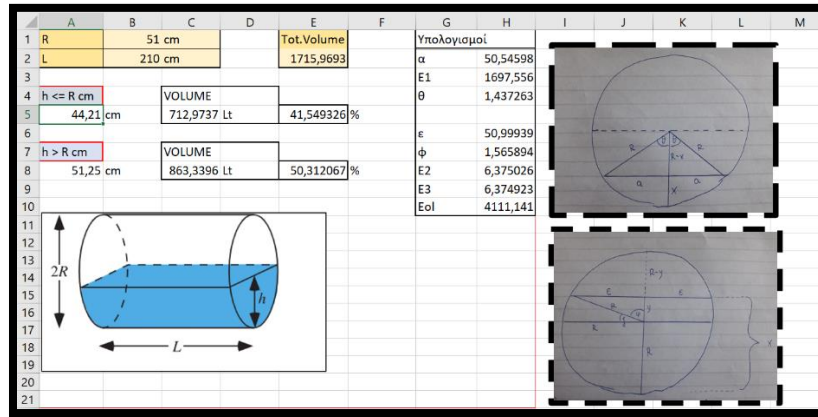 A B C D E F G H I J K L M
1 R 51 cm Tot.Volume Υπολογισμοί
2 L 210 cm 1715,9693 α 50,54598
3 E1 1697,556
4 h <= R cm VOLUME θ 1,437263
5 44,21 cm 712,9737 Lt 41,549326 %
6 ε 50,99939
7 h > R cm VOLUME φ 1,565894
8 51,25 cm 863,3396 Lt 50,312067 % E2 6,375026
9 E3 6,374923
10 Eol 4111,141
11
12
13
14
15
16
17
18
19
20
21
2R
h
L
R θ θ R
R-x
a x a
R-y
ε ε
R φ y
R
R
x